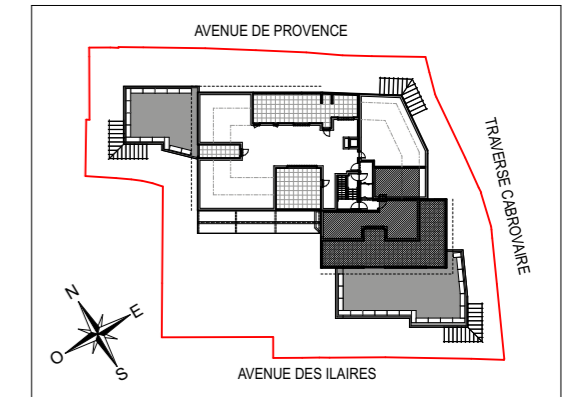 AVENUE DE PROVENCE
TRAVERSE CABROVAIRE
N
E
O
S
AVENUE DES ILAIRES